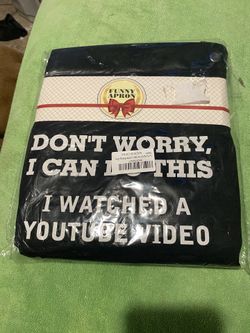 FUNNY
APRON
DON'T WORRY,
I CAN THIS
I WATCHED A
YOUTUBE VIDEO